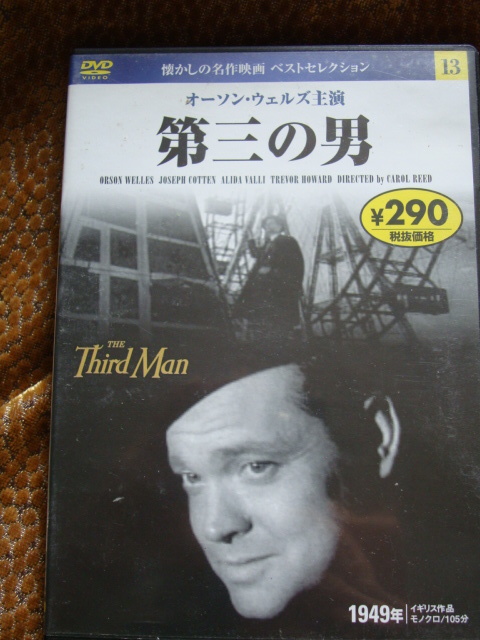 DVD
VIDEO
懐かしの名作映画 ベストセレクション
13
オーソン・ウェルズ主演
第三の男
ORSON WELLES JOSEPH COTTEN ALIDA VALLI TREVOR HOWARD DIRECTED by CAROL REED
¥290
税抜価格
THE
Third Man
1949年
イギリス作品
モノクロ/105分